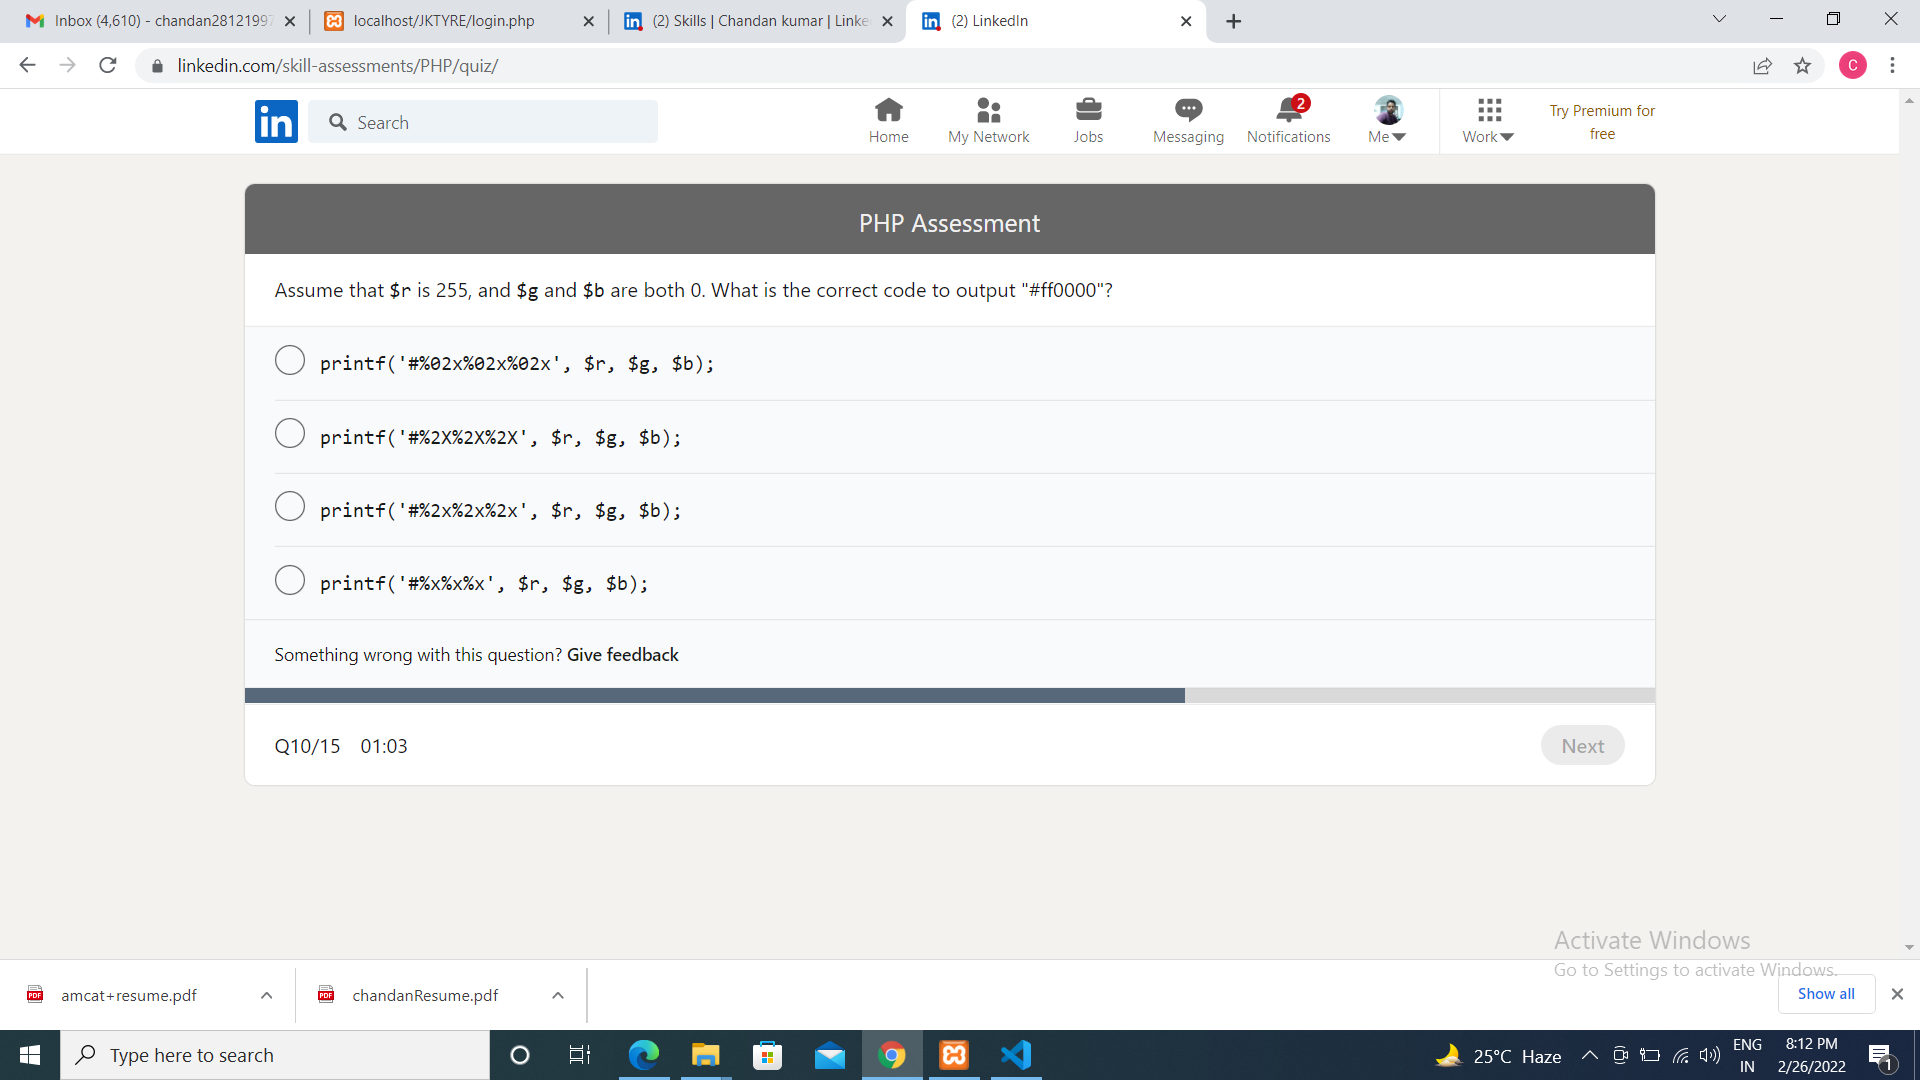 Inbox (4,610) - chandan28121997
localhost/JKTYRE/login.php
(2) Skills | Chandan kumar | Linke
(2) LinkedIn
linkedin.com/skill-assessments/PHP/quiz/
C
in
Search
Home
My Network
Jobs
Messaging
2
Notifications
Me
Work
Try Premium for
free
PHP Assessment
Assume that $r is 255, and $g and $b are both 0. What is the correct code to output "#ff0000"?
printf('#%02x%02x%02x', $r, $g, $b);
printf('#%2X%2X%2X', $r, $g, $b);
printf('#%2x%2x%2x', $r, $g, $b);
printf('#%x%x%x', $r, $g, $b);
Something wrong with this question? Give feedback
Q10/15 01:03
Next
Activate Windows
Go to Settings to activate Windows.
amcat+resume.pdf
chandanResume.pdf
Show all
Type here to search
25°C Haze
ENG
IN
8:12 PM
2/26/2022
1